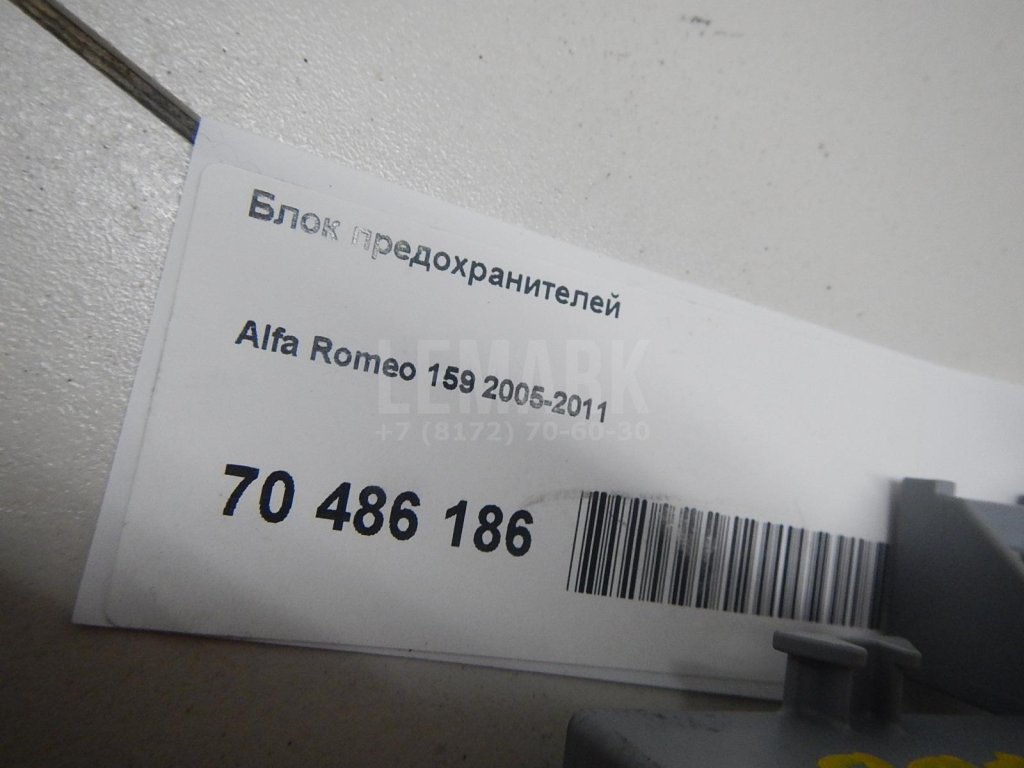 Блок предохранителей
Alfa Romeo 159 2005-2011
LEMARK
+7 (8172) 70-60-30
70 486 186